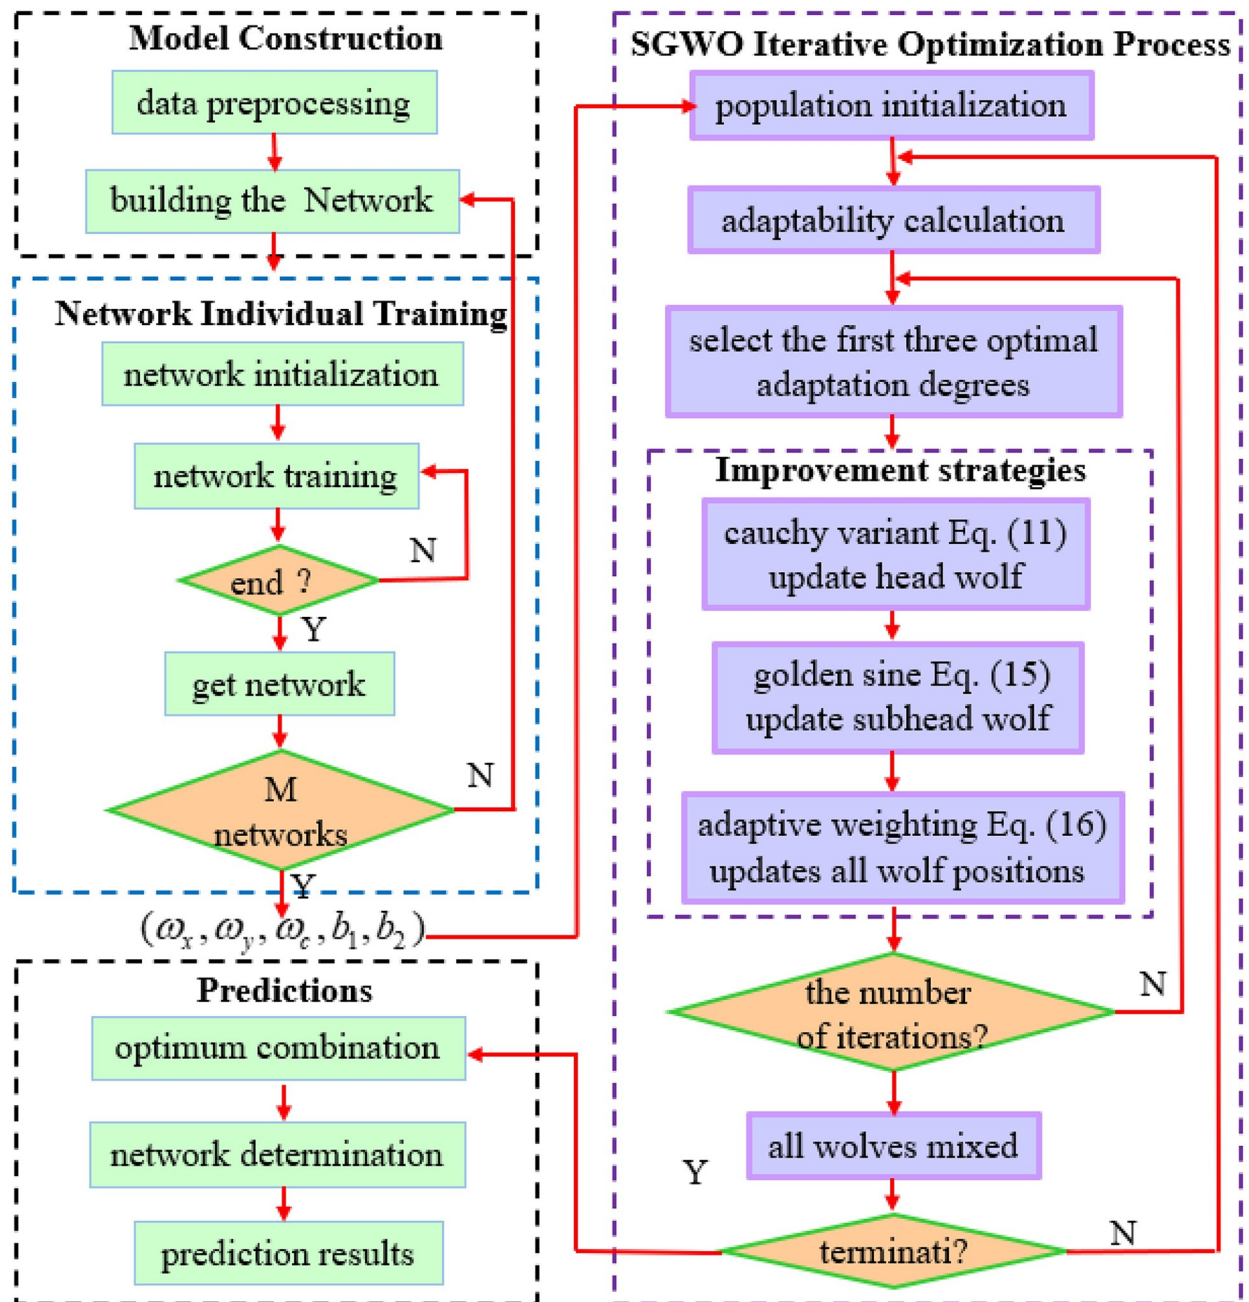 Model Construction
data preprocessing
building the Network
Network Individual Training
network initialization
network training
N
end ?
Y
get network
N
M
networks
Y
(ωx, ωy, ωc, b1, b2)
Predictions
optimum combination
network determination
prediction results
SGWO Iterative Optimization Process
population initialization
adaptability calculation
select the first three optimal
adaptation degrees
Improvement strategies
cauchy variant Eq. (11)
update head wolf
golden sine Eq. (15)
update subhead wolf
adaptive weighting Eq. (16)
updates all wolf positions
the number
of iterations?
N
all wolves mixed
Y
terminati?
N